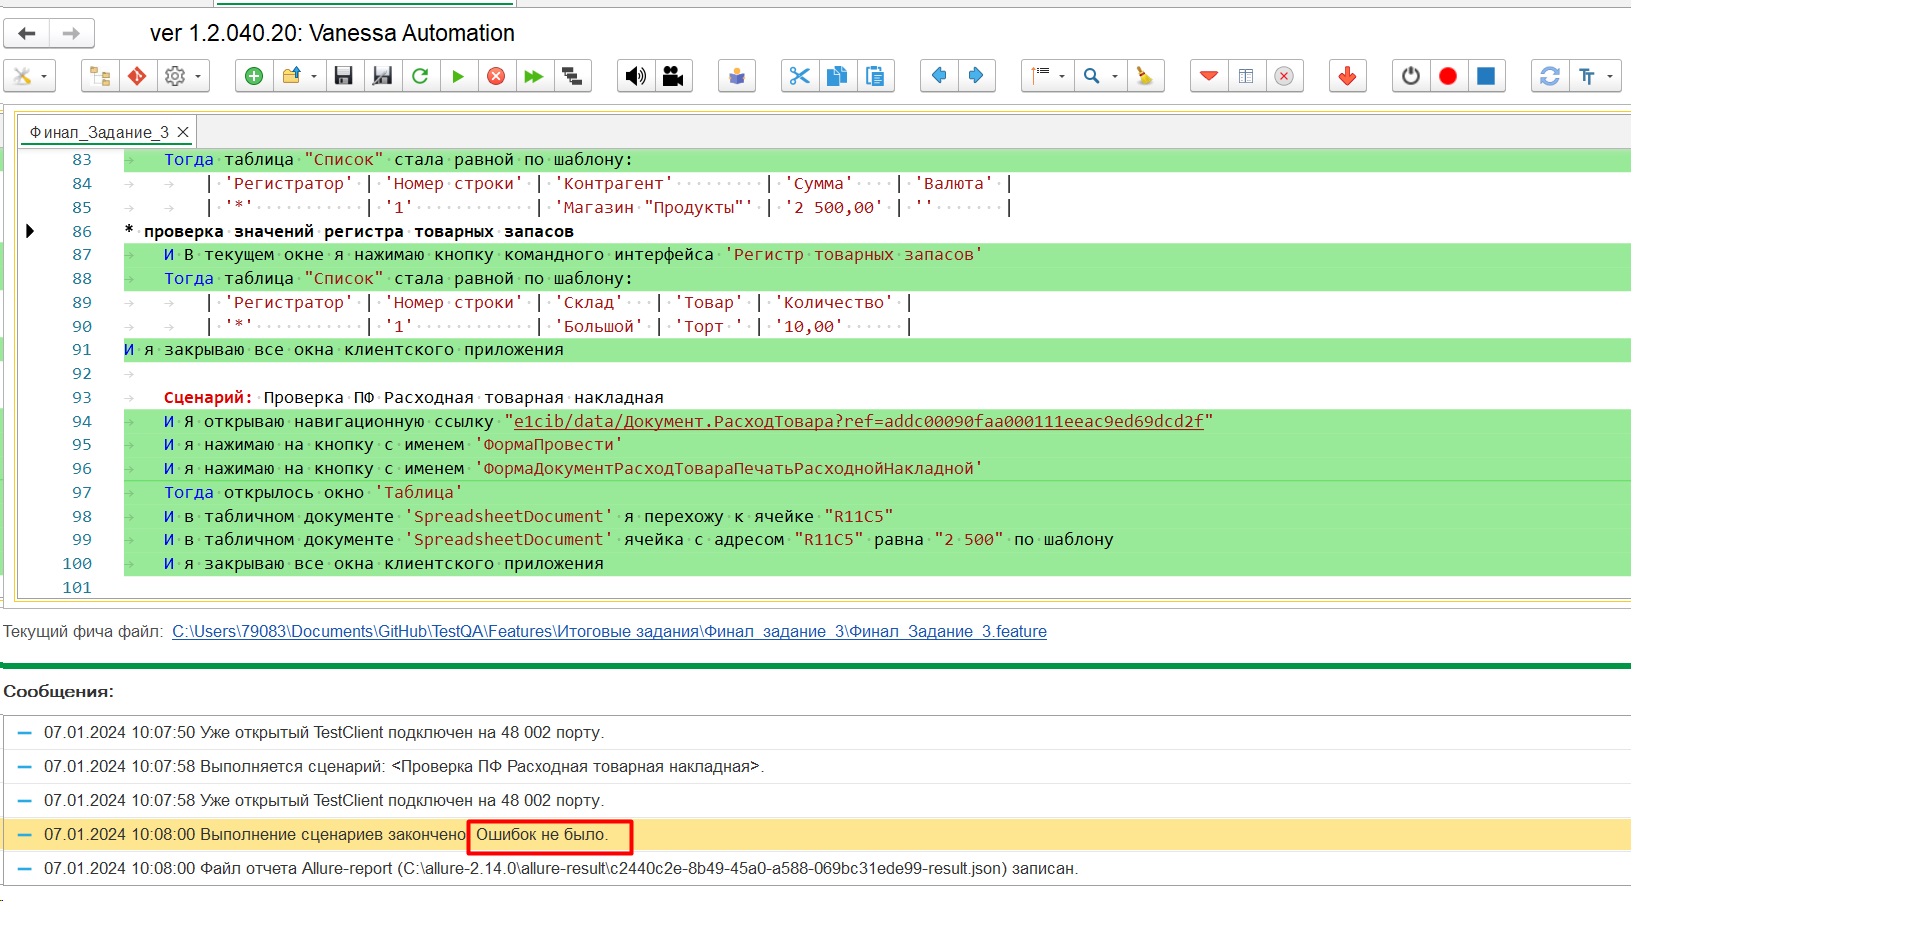 ver 1.2.040.20: Vanessa Automation
Финал_Задание_3
83 Тогда таблица "Список" стала равной по шаблону:
84 | 'Регистратор' | 'Номер строки' | 'Контрагент' | 'Сумма' | 'Валюта' |
85 | '*' | '1' | 'Магазин "Продукты"' | '2 500,00' | '' |
86 * проверка значений регистра товарных запасов
87 И В текущем окне я нажимаю кнопку командного интерфейса 'Регистр товарных запасов'
88 Тогда таблица "Список" стала равной по шаблону:
89 | 'Регистратор' | 'Номер строки' | 'Склад' | 'Товар' | 'Количество' |
90 | '*' | '1' | 'Большой' | 'Торт ' | '10,00' |
91 И я закрываю все окна клиентского приложения
92
93 Сценарий: Проверка ПФ Расходная товарная накладная
94 И Я открываю навигационную ссылку "e1cib/data/Документ.РасходТовара?ref=addc00090faa000111eeac9ed69dcd2f"
95 И я нажимаю на кнопку с именем 'ФормаПровести'
96 И я нажимаю на кнопку с именем 'ФормаДокументРасходТовараПечатьРасходнойНакладной'
97 Тогда открылось окно 'Таблица'
98 И в табличном документе 'SpreadsheetDocument' я перехожу к ячейке "R11C5"
99 И в табличном документе 'SpreadsheetDocument' ячейка с адресом "R11C5" равна "2 500" по шаблону
100 И я закрываю все окна клиентского приложения
101
Текущий фича файл: C:\Users\79083\Documents\GitHub\TestQA\Features\Итоговые задания\Финал_задание_3\Финал_Задание_3.feature
Сообщения:
07.01.2024 10:07:50 Уже открытый TestClient подключен на 48 002 порту.
07.01.2024 10:07:58 Выполняется сценарий: <Проверка ПФ Расходная товарная накладная>.
07.01.2024 10:07:58 Уже открытый TestClient подключен на 48 002 порту.
07.01.2024 10:08:00 Выполнение сценариев закончено. Ошибок не было.
07.01.2024 10:08:00 Файл отчета Allure-report (C:\allure-2.14.0\allure-result\c2440c2e-8b49-45a0-a588-069bc31ede99-result.json) записан.